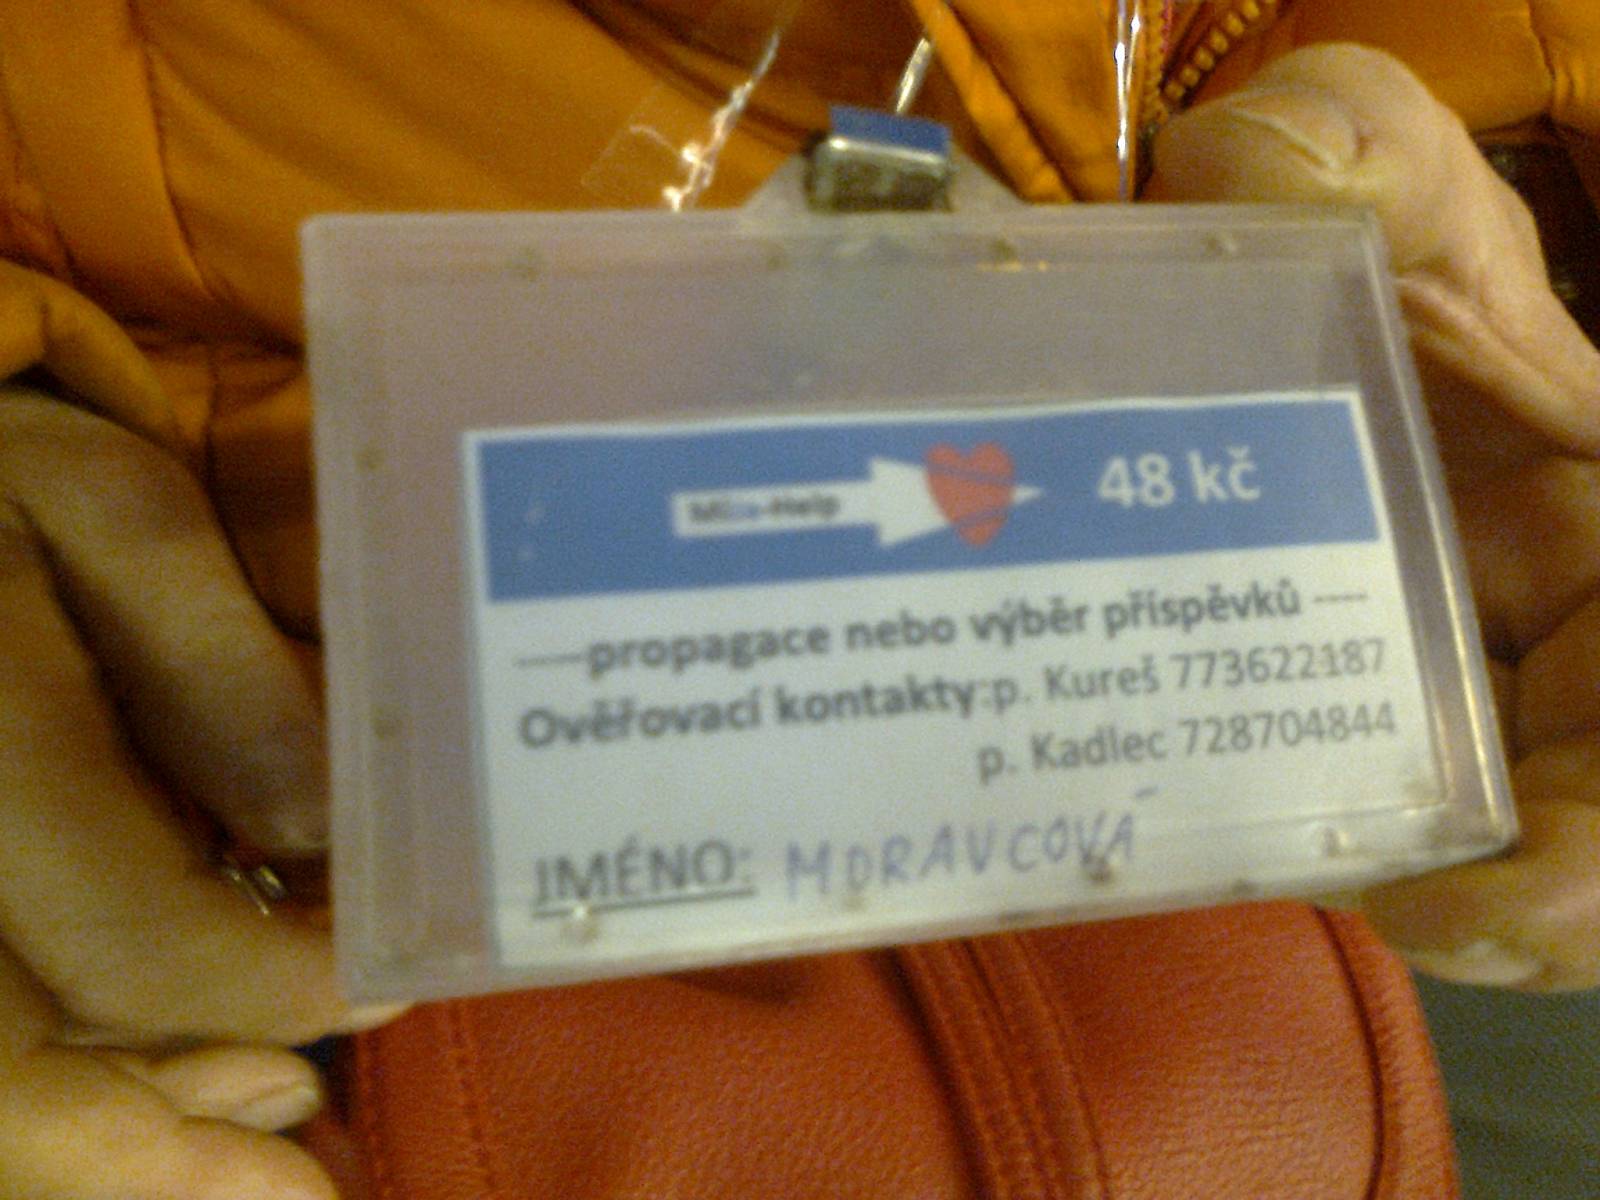 48 kč
----propagace nebo výběr příspěvků ----
Ověřovací kontakty:p. Kureš 773622187
p. Kadlec 728704844
JMÉNO: MORAVCOVÁ